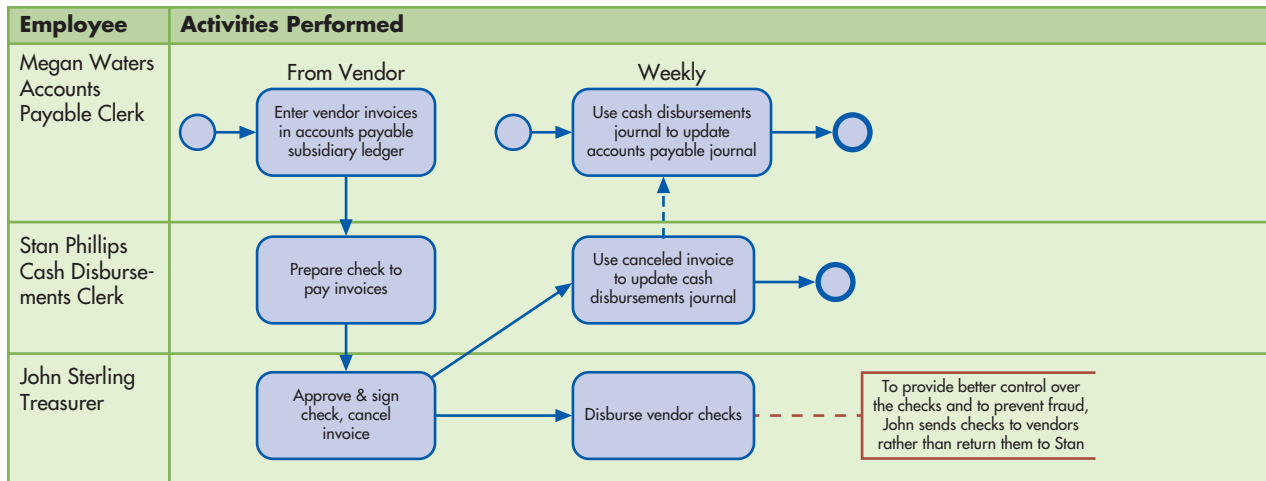 Employee
Activities Performed
Megan Waters
Accounts
Payable Clerk
From Vendor
Enter vendor invoices
in accounts payable
subsidiary ledger
Weekly
Use cash disbursements
journal to update
accounts payable journal
Stan Phillips
Cash Disburse-
ments Clerk
Prepare check to
pay invoices
Use canceled invoice
to update cash
disbursements journal
John Sterling
Treasurer
Approve & sign
check, cancel
invoice
Disburse vendor checks
To provide better control over
the checks and to prevent fraud,
John sends checks to vendors
rather than return them to Stan